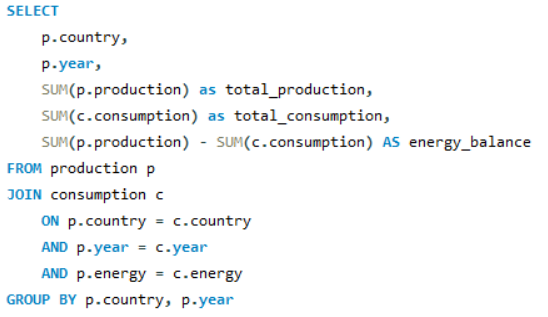 SELECT
    p.country,
    p.year,
    SUM(p.production) as total_production,
    SUM(c.consumption) as total_consumption,
    SUM(p.production) - SUM(c.consumption) AS energy_balance
FROM production p
JOIN consumption c
    ON p.country = c.country
    AND p.year = c.year
    AND p.energy = c.energy
GROUP BY p.country, p.year